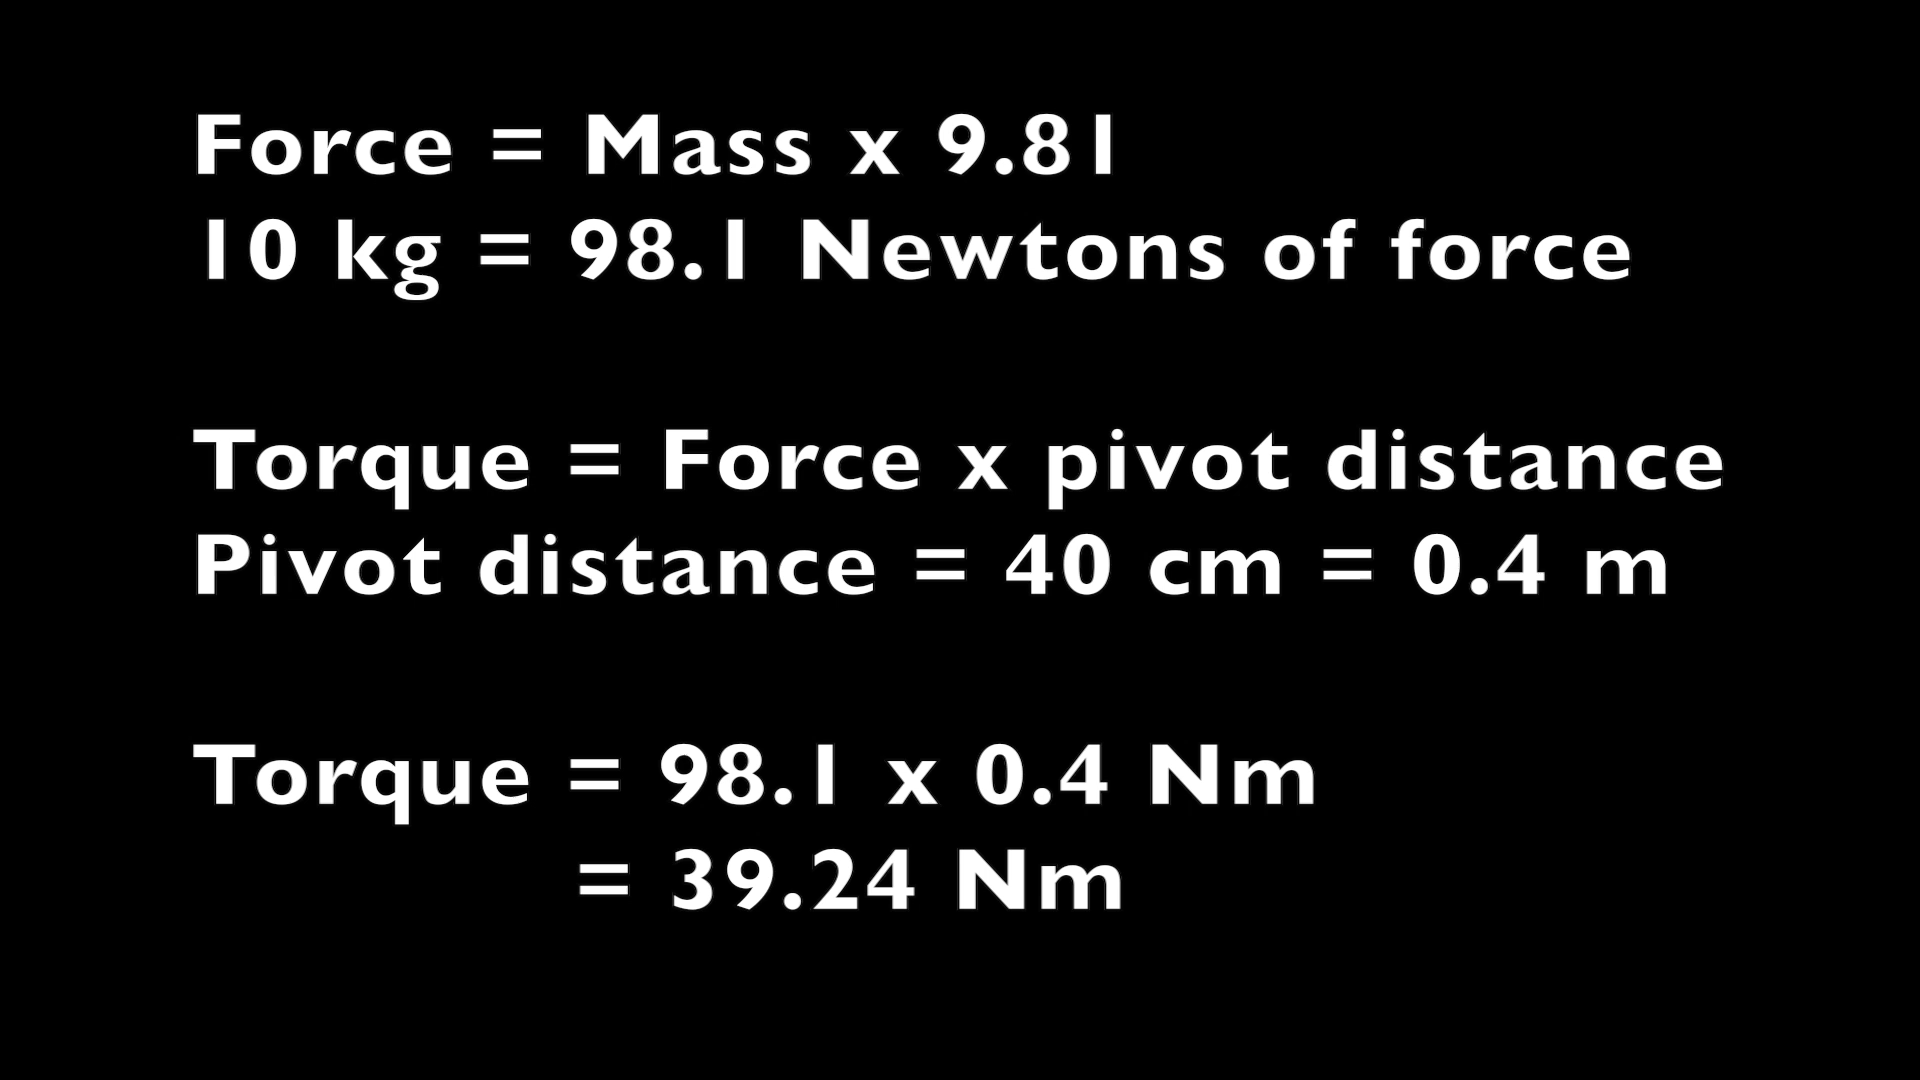 Force = Mass x 9.81
10 kg = 98.1 Newtons of force
Torque = Force x pivot distance
Pivot distance = 40 cm = 0.4 m
Torque = 98.1 x 0.4 Nm
= 39.24 Nm